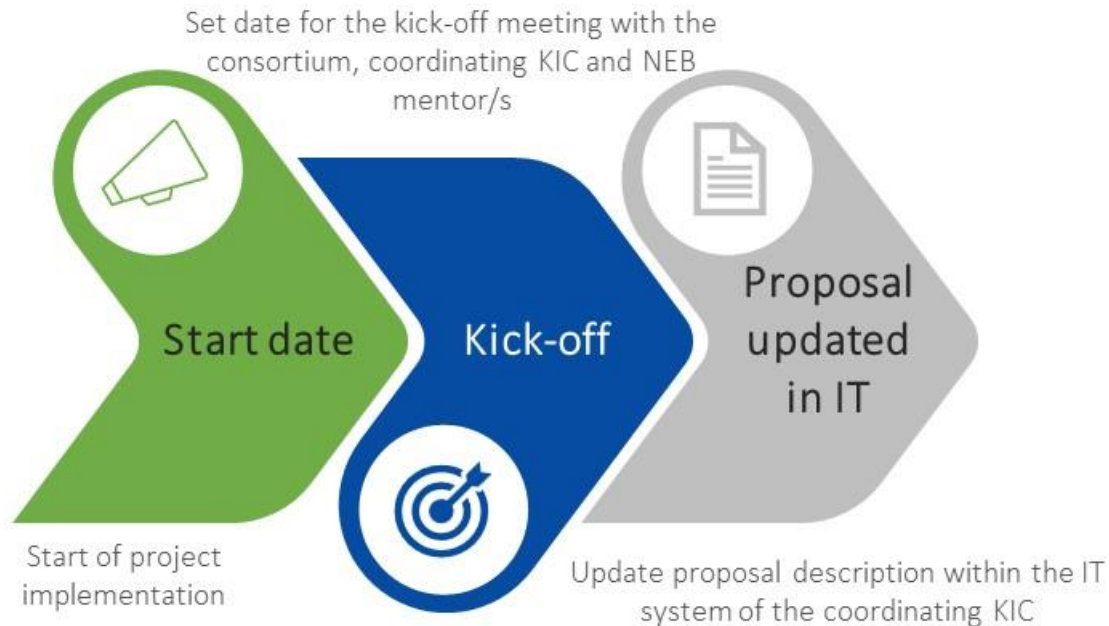 Set date for the kick-off meeting with the
consortium, coordinating KIC and NEB
mentor/s
Start date
Kick-off
Proposal
updated
in IT
Start of project
implementation
Update proposal description within the IT
system of the coordinating KIC